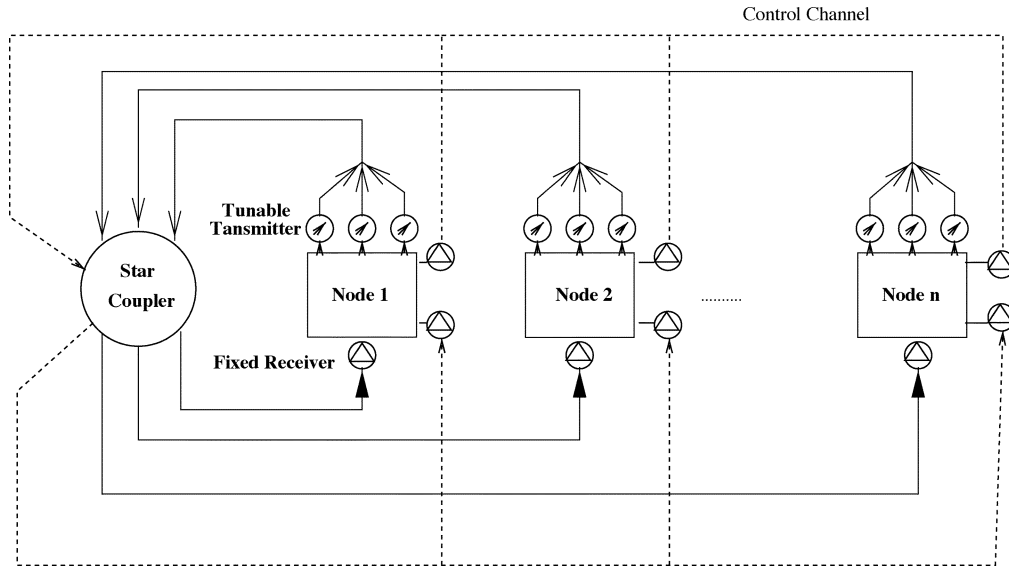 Control Channel
Tunable
Tansmitter
Star
Coupler
Node 1
Node 2
..........
Node n
Fixed Receiver